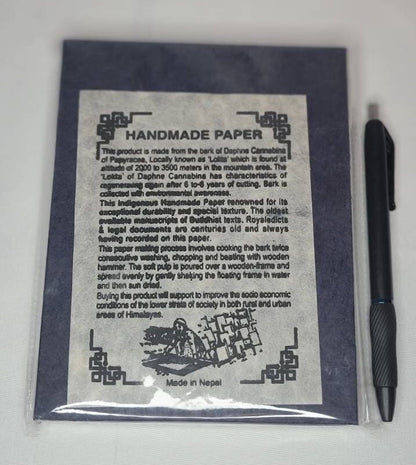 HANDMADE PAPER
This product is made from the bark of Daphne Cannabina
of Papyracea, Locally known as 'Lokta' which is found at
altitude of 2000 to 3500 meters in the mountain area. The
'Lokta' of Daphne Cannabina has characteristics of
regenerating again after 5 to 6 years of cutting. Bark is
collected with environmental awareness.
This Indigenous Handmade Paper renowned for its
exceptional durability and special texture. The oldest
available manuscripts of Buddhist texts. Royaledicts
& legal documents are centuries old and always
having recorded on this paper.
This paper making process involves cooking the bark twice
consecutive washing, chopping and beating with wooden
hammer. The soft pulp is poured over a wooden-frame and
spread evenly by gently shaking the floating frame in water
and then sun dried.
Buying this product will support to improve the socio economic
conditions of the lower strata of society in both rural and urban
areas of Himalayas.
Made in Nepal